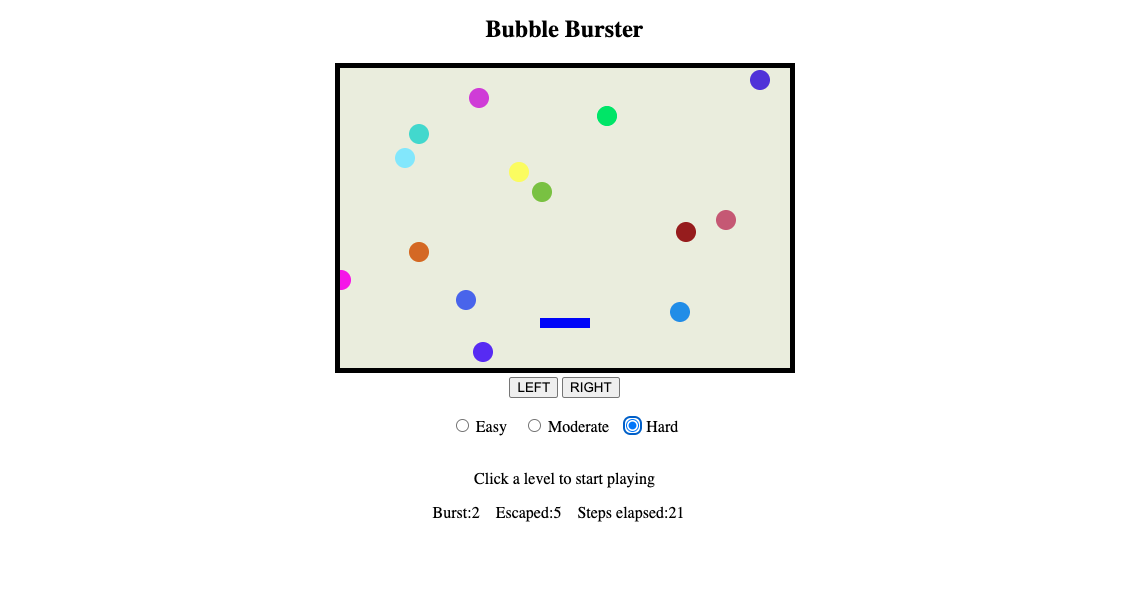 Bubble Burster
LEFT RIGHT
Easy Moderate Hard
Click a level to start playing
Burst:2 Escaped:5 Steps elapsed:21